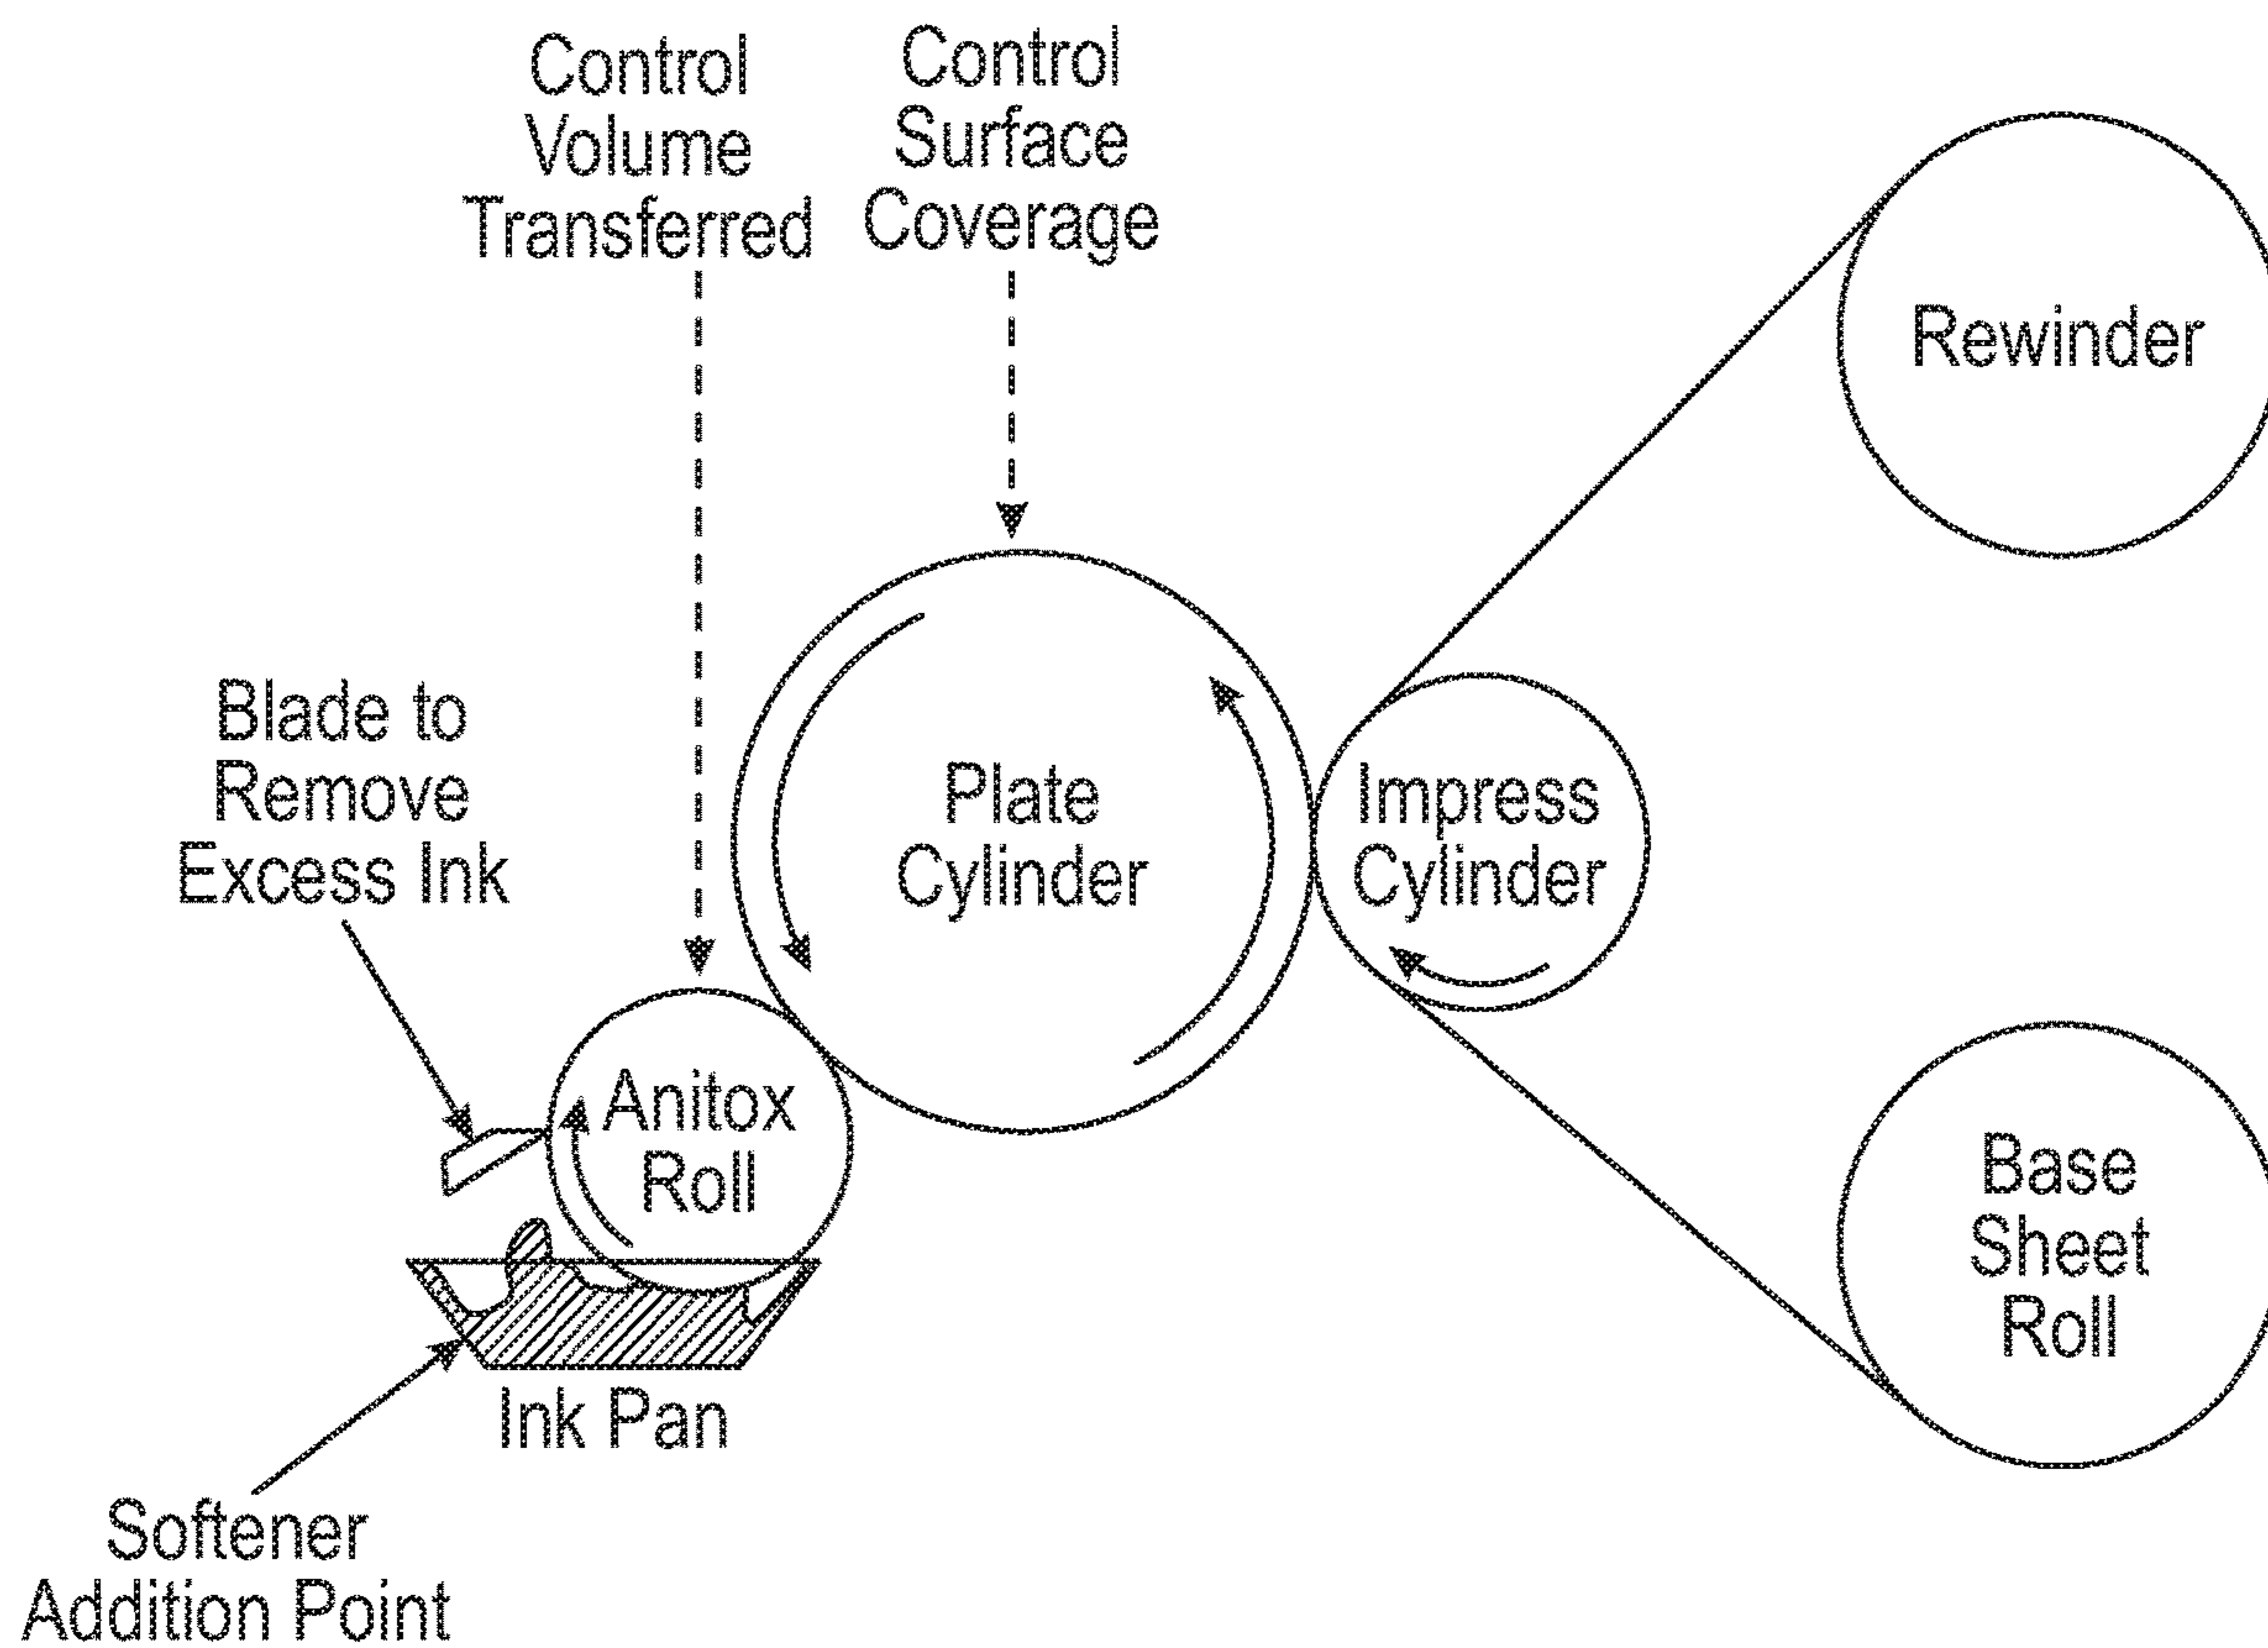 Control
Volume
Transferred
Control
Surface
Coverage
Rewinder
Blade to
Remove
Excess Ink
Plate
Cylinder
Impress
Cylinder
Anitox
Roll
Base
Sheet
Roll
Ink Pan
Softener
Addition Point